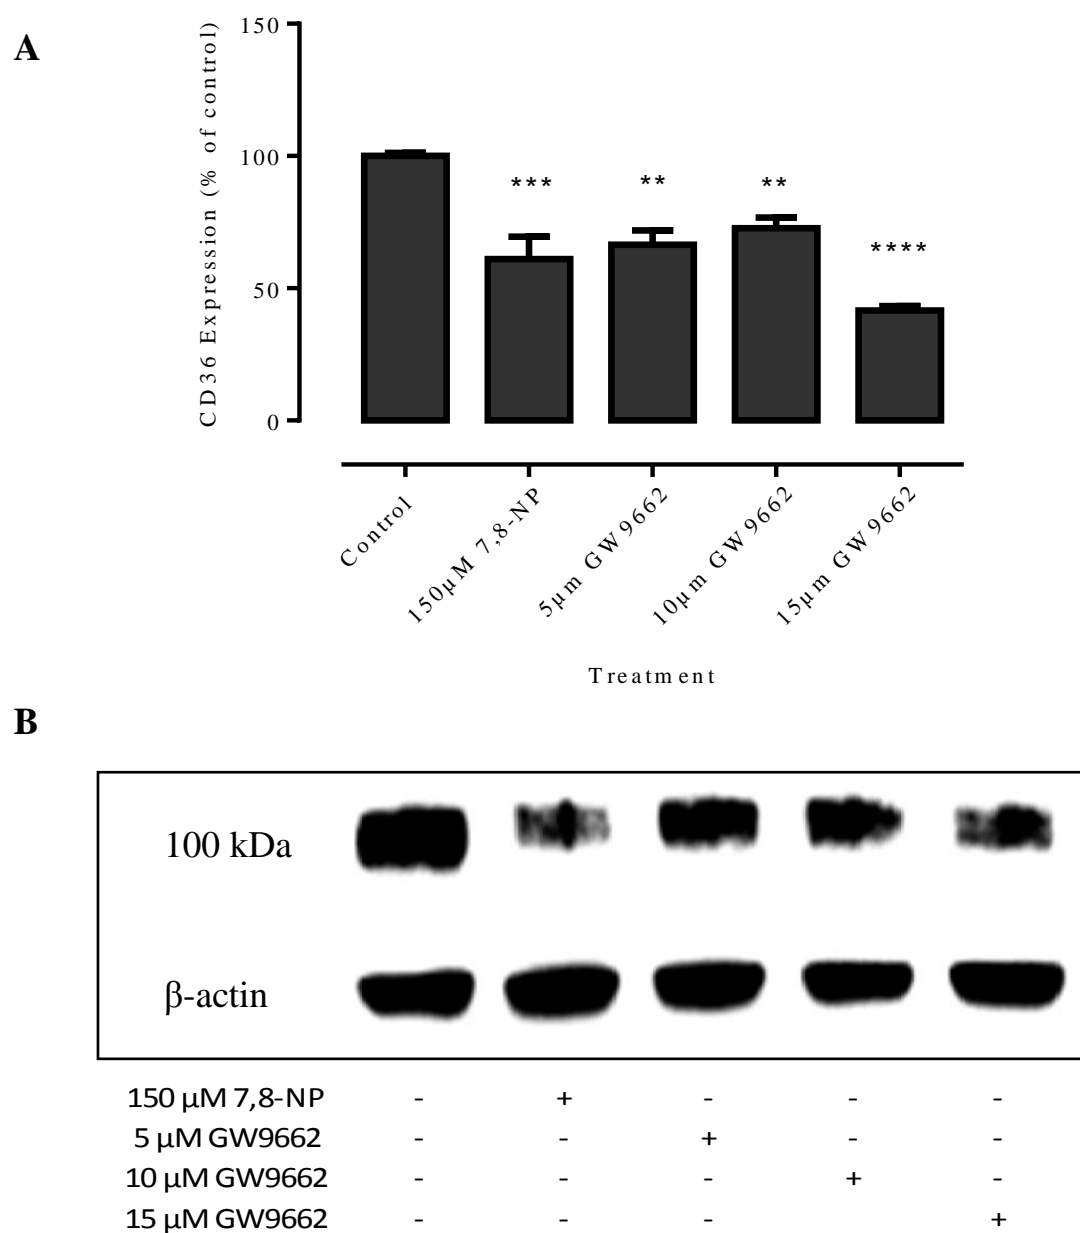 A
CD36 Expression (% of control)
150
100
50
0
***
**
**
****
Control
150μM 7,8-NP
5μm GW9662
10μm GW9662
15μm GW9662
Treatment
B
100 kDa
β-actin
150 μM 7,8-NP - + - - -
5 μM GW9662 - - + - -
10 μM GW9662 - - - + -
15 μM GW9662 - - - +